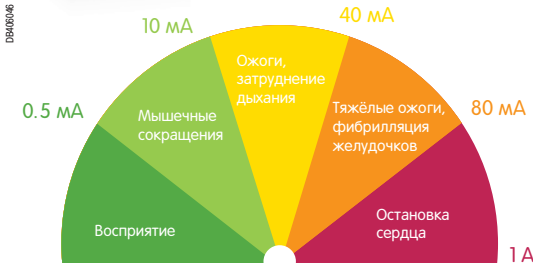 DB406046
10 мА
40 мА
Ожоги,
затруднение
дыхания
0.5 мА
Мышечные
сокращения
Тяжёлые ожоги,
фибрилляция
желудочков
80 мА
Восприятие
Остановка
сердца
1 А